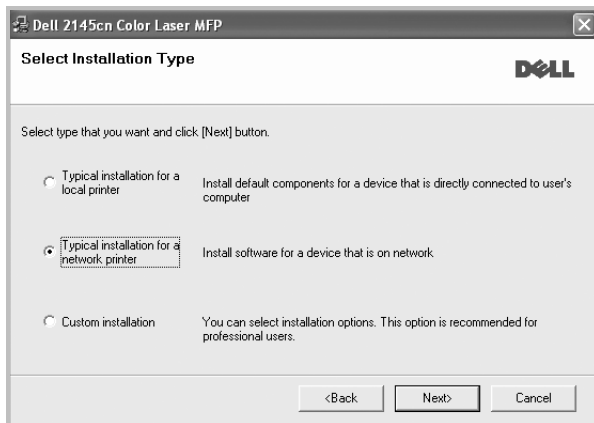 Dell 2145cn Color Laser MFP
Select Installation Type
DELL
Select type that you want and click [Next] button.
Typical installation for a
local printer
Install default components for a device that is directly connected to user's
computer
Typical installation for a
network printer
Install software for a device that is on network
Custom installation
You can select installation options. This option is recommended for
professional users.
<Back
Next>
Cancel